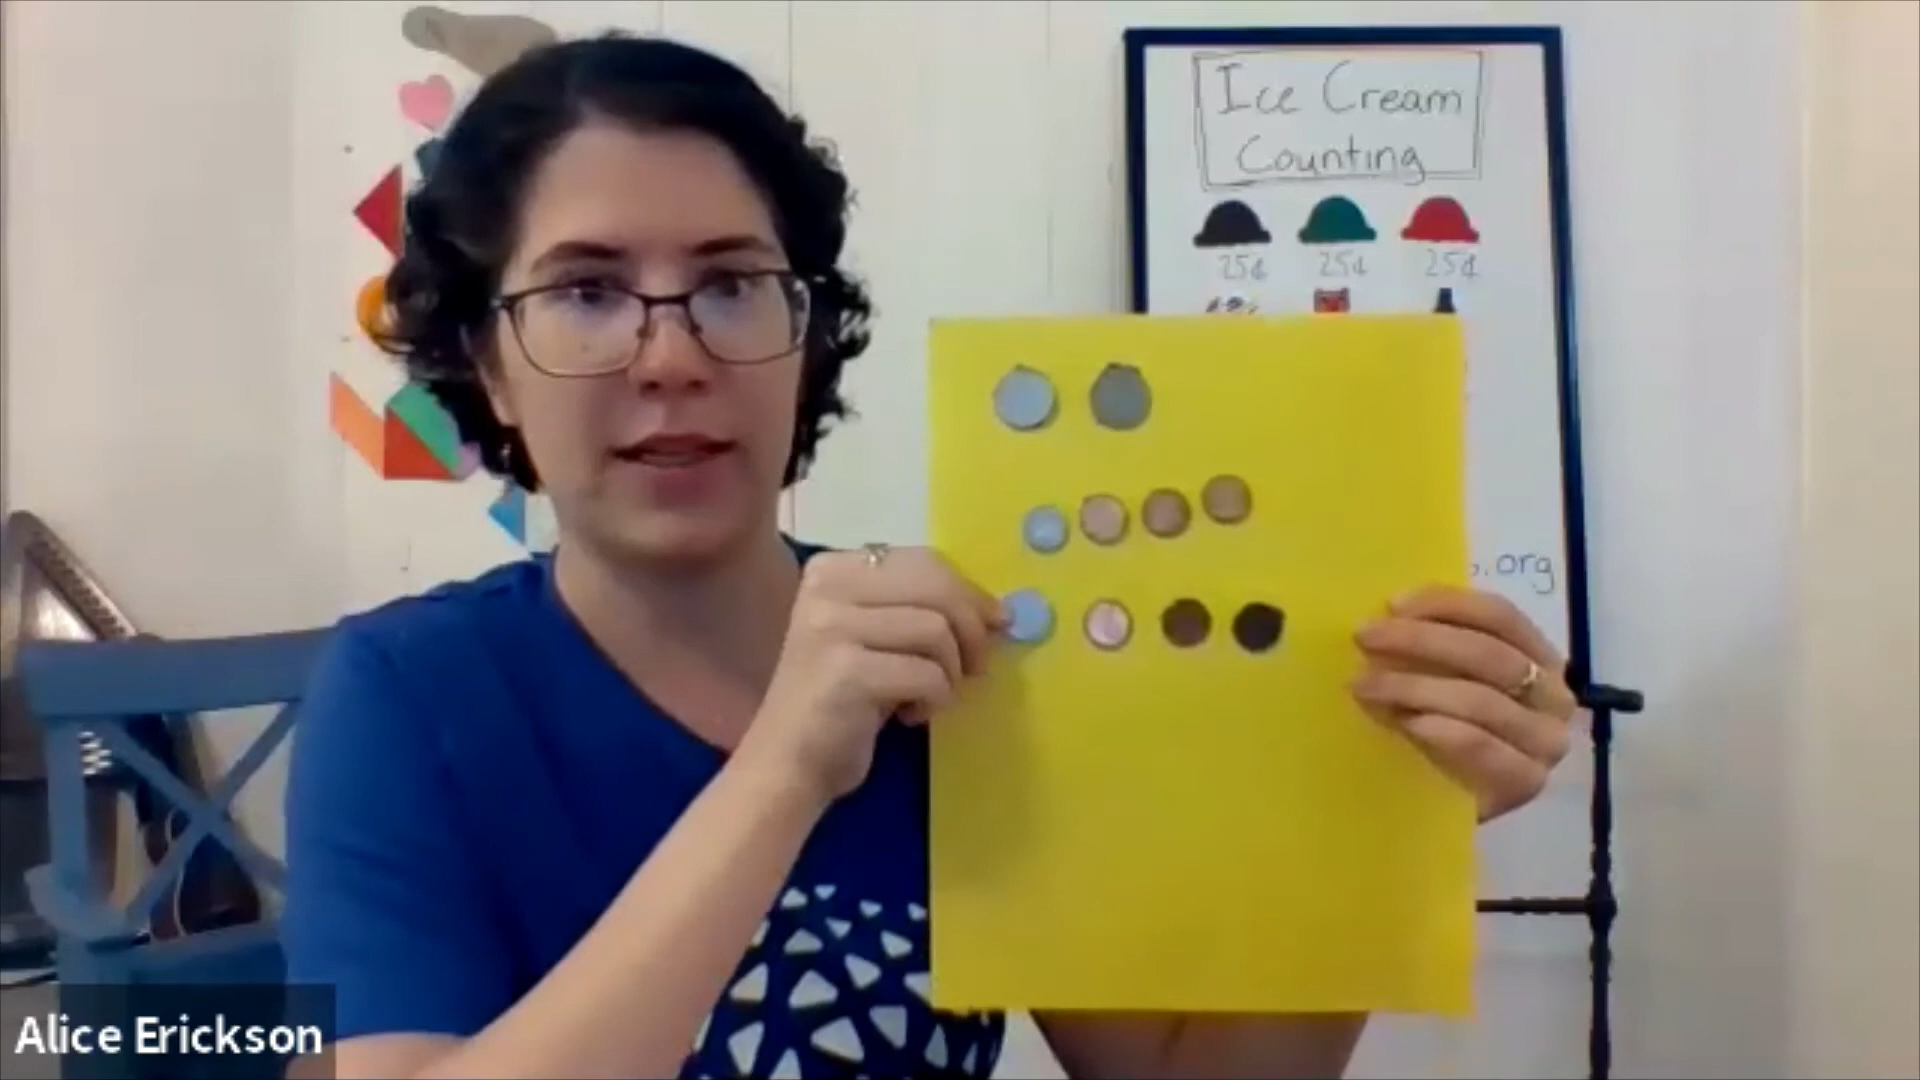 Ice Cream
Counting
25¢ 25¢ 25¢
.org
Alice Erickson